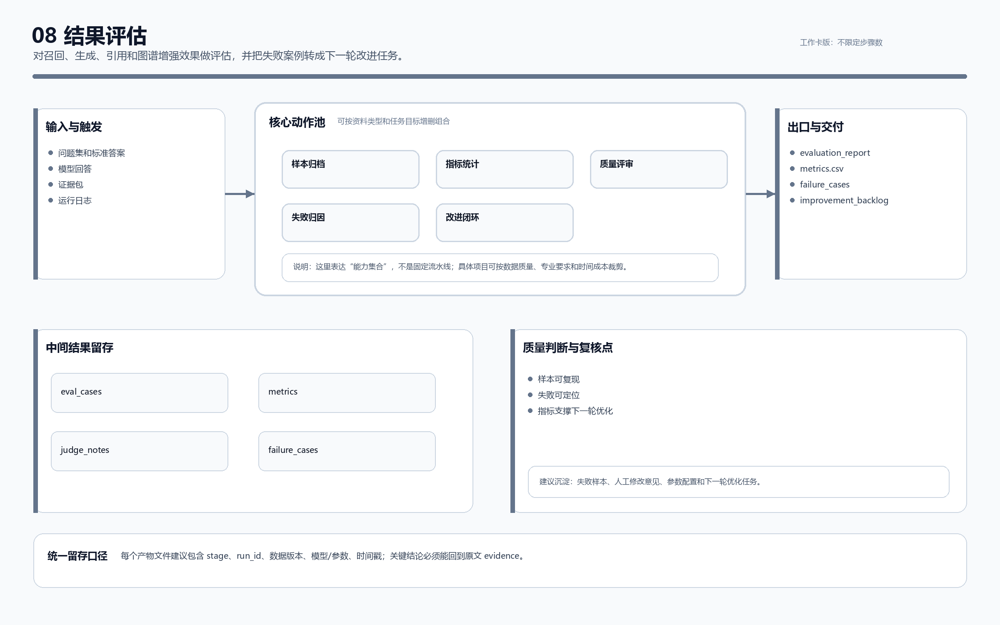 08 结果评估
工作卡版：不限定步骤数
对召回、生成、引用和图谱增强效果做评估，并把失败案例转成下一轮改进任务。
输入与触发
问题集和标准答案
模型回答
证据包
运行日志
核心动作池 可按资料类型和任务目标增删组合
样本归档
指标统计
质量评审
失败归因
改进闭环
说明：这里表达“能力集合”，不是固定流水线；具体项目可按数据质量、专业要求和时间成本裁剪。
出口与交付
evaluation_report
metrics.csv
failure_cases
improvement_backlog
中间结果留存
eval_cases
metrics
judge_notes
failure_cases
质量判断与复核点
样本可复现
失败可定位
指标支撑下一轮优化
建议沉淀：失败样本、人工修改意见、参数配置和下一轮优化任务。
统一留存口径 每个产物文件建议包含 stage、run_id、数据版本、模型/参数、时间戳；关键结论必须能回到原文 evidence。